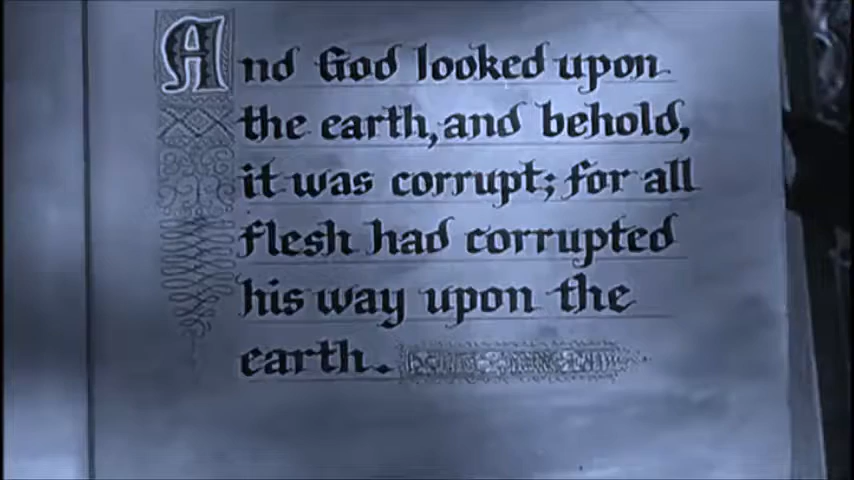 And God looked upon
the earth, and behold,
it was corrupt; for all
flesh had corrupted
his way upon the
earth.